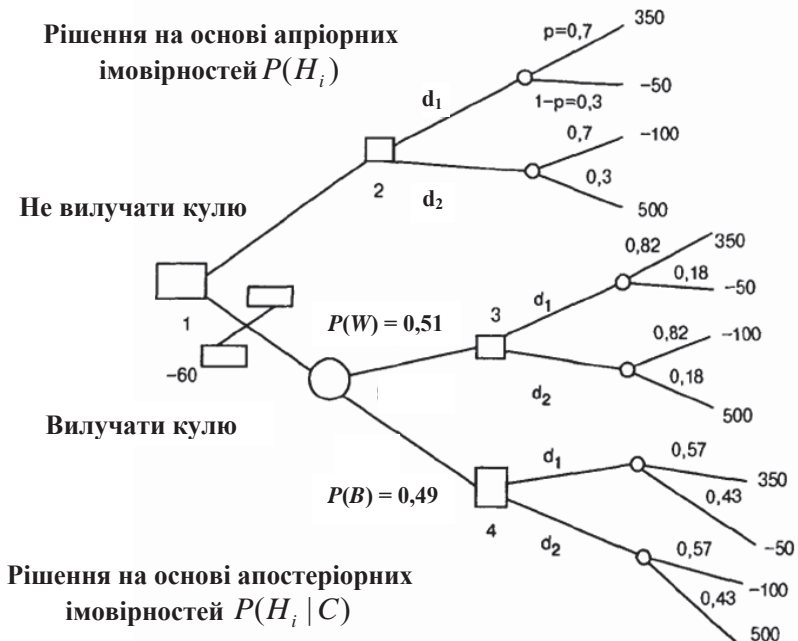 Рішення на основі апріорних
імовірностей P(H_i)
p=0,7
350
d₁
1–p=0,3
–50
2
d₂
0,7
–100
0,3
500
Не вилучати кулю
1
–60
Вилучати кулю
P(W) = 0,51
3
d₁
0,82
350
0,18
–50
d₂
0,82
–100
0,18
500
P(B) = 0,49
4
d₁
0,57
350
0,43
–50
d₂
0,57
–100
0,43
500
Рішення на основі апостеріорних
імовірностей P(H_i | C)